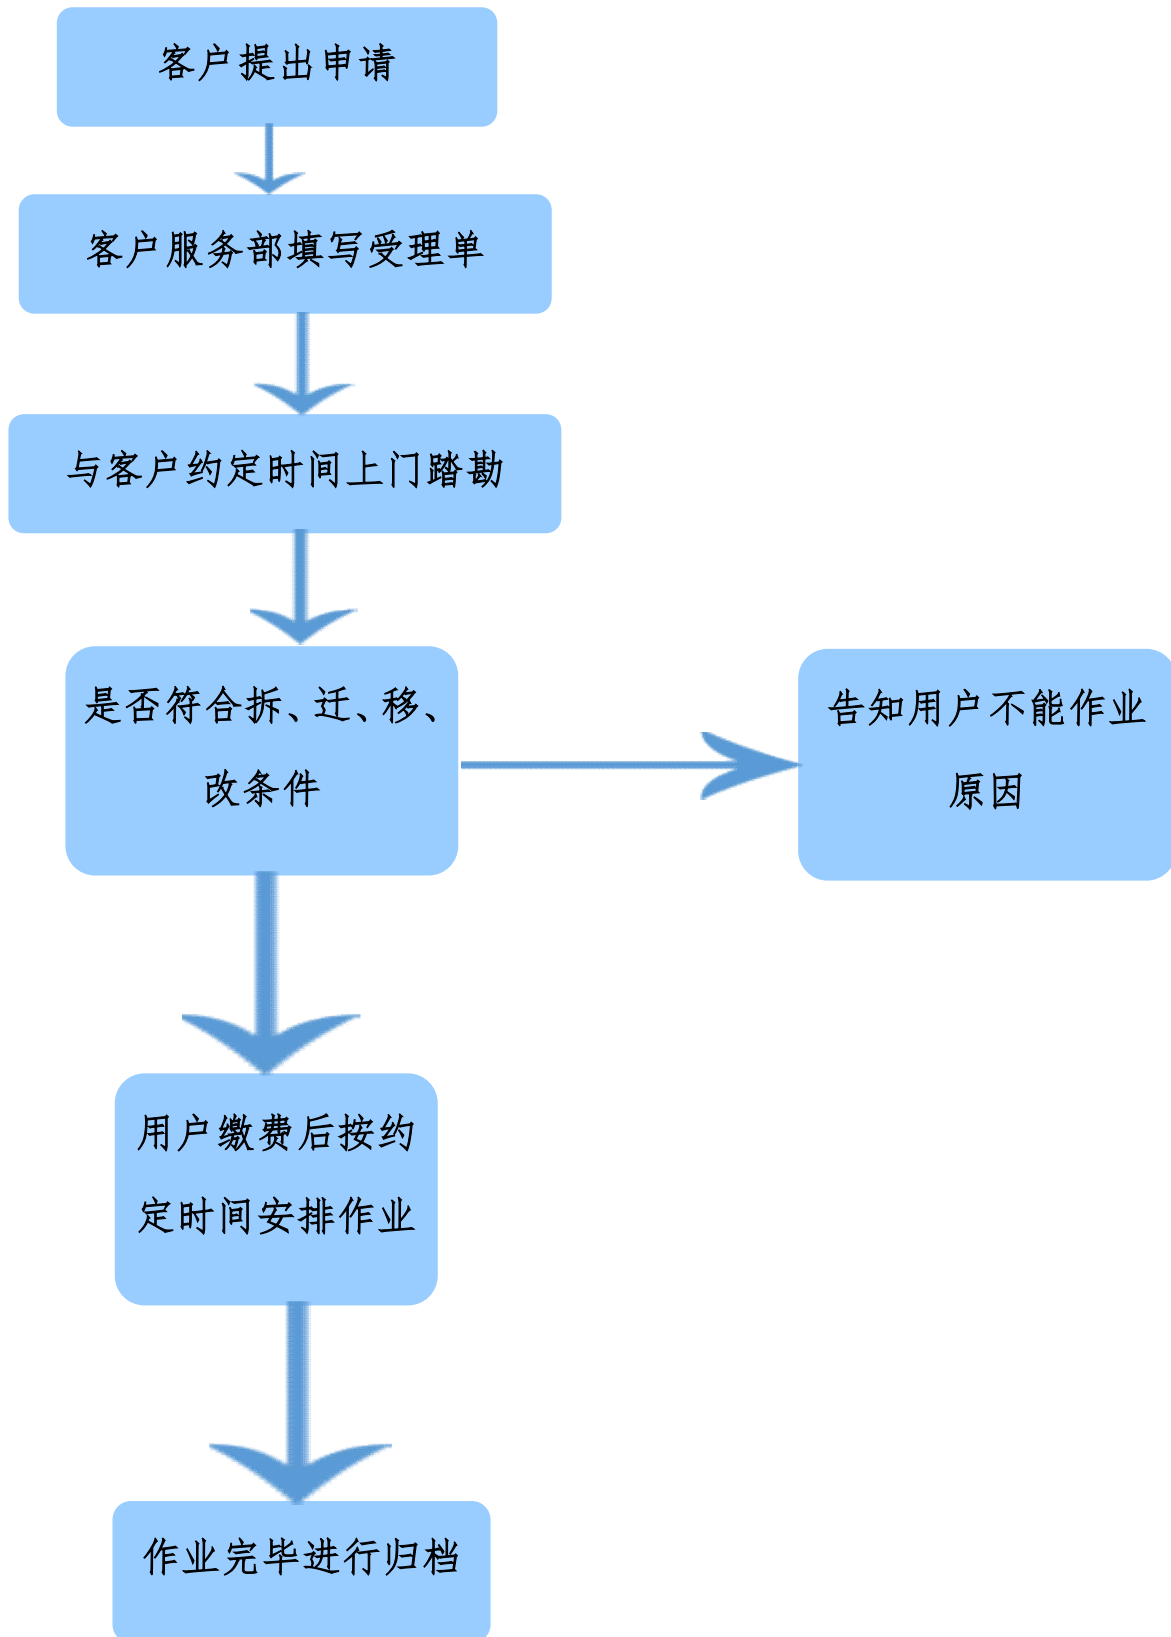 客户提出申请
客户服务部填写受理单
与客户约定时间上门踏勘
是否符合拆、迁、移、
改条件
告知用户不能作业
原因
用户缴费后按约
定时间安排作业
作业完毕进行归档